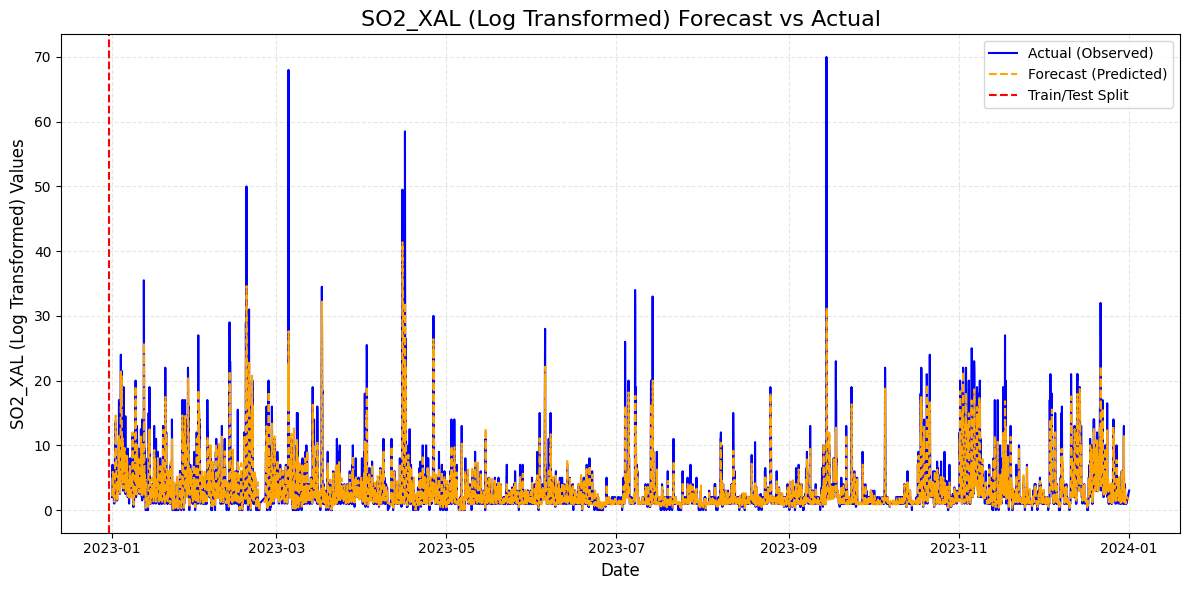 SO2_XAL (Log Transformed) Forecast vs Actual
Actual (Observed)
Forecast (Predicted)
Train/Test Split
SO2_XAL (Log Transformed) Values
70
60
50
40
30
20
10
0
2023-01
2023-03
2023-05
2023-07
2023-09
2023-11
2024-01
Date